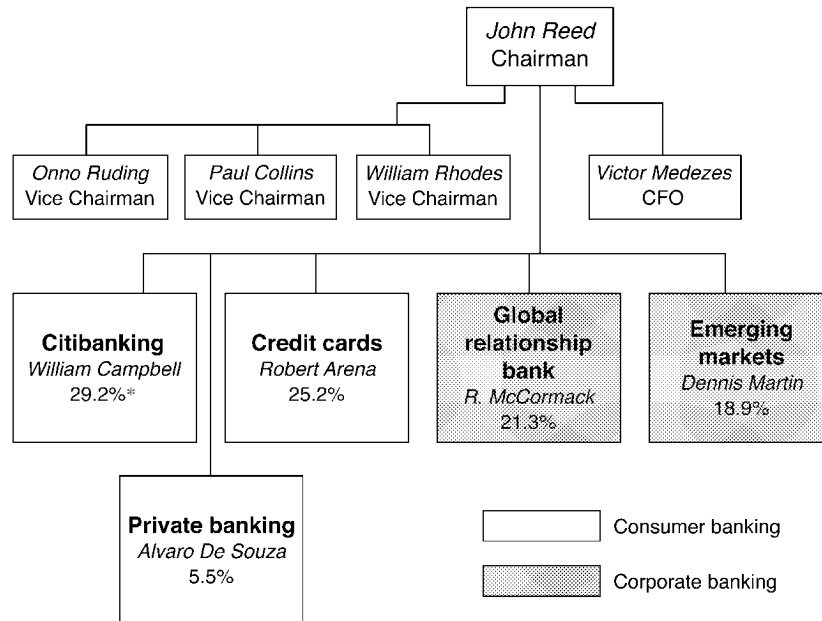 John Reed
Chairman
Onno Ruding
Vice Chairman
Paul Collins
Vice Chairman
William Rhodes
Vice Chairman
Victor Medezes
CFO
Citibanking
William Campbell
29.2%*
Credit cards
Robert Arena
25.2%
Global
relationship
bank
R. McCormack
21.3%
Emerging
markets
Dennis Martin
18.9%
Private banking
Alvaro De Souza
5.5%
Consumer banking
Corporate banking